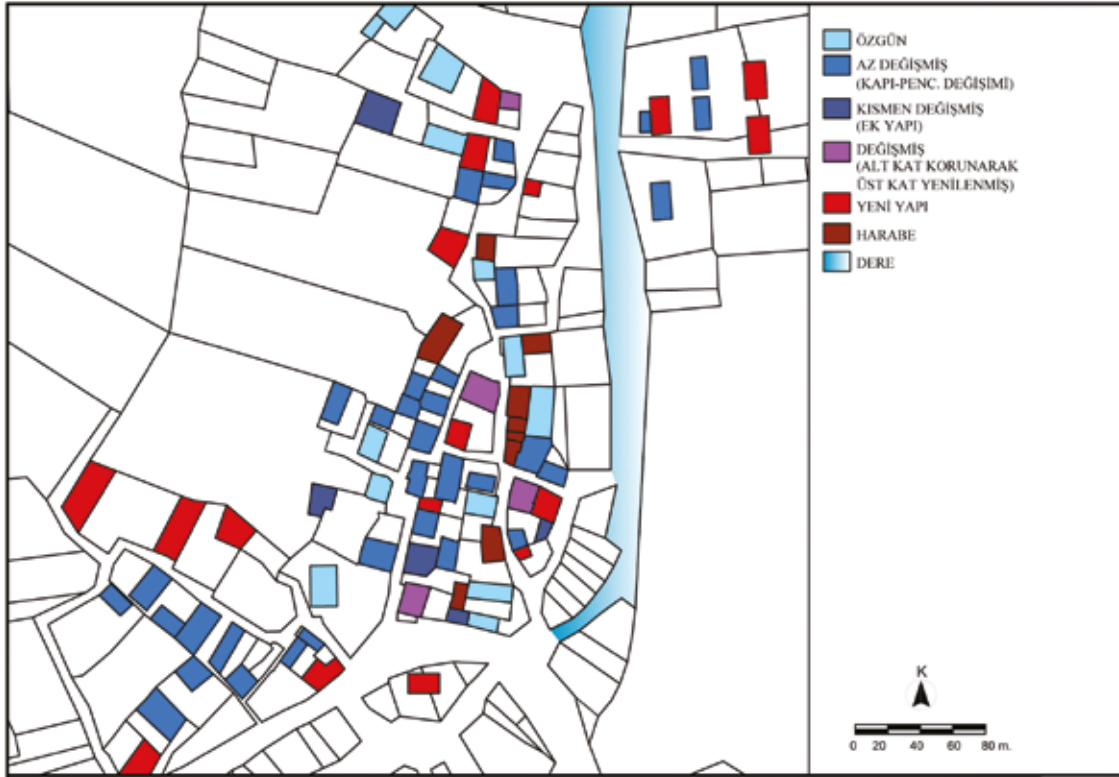 ÖZGÜN
AZ DEĞİŞMİŞ
(KAPI-PENC. DEĞİŞİMİ)
KISMEN DEĞİŞMİŞ
(EK YAPI)
DEĞİŞMİŞ
(ALT KAT KORUNARAK
ÜST KAT YENİLENMİŞ)
YENİ YAPI
HARABE
DERE
K
0 20 40 60 80 m.